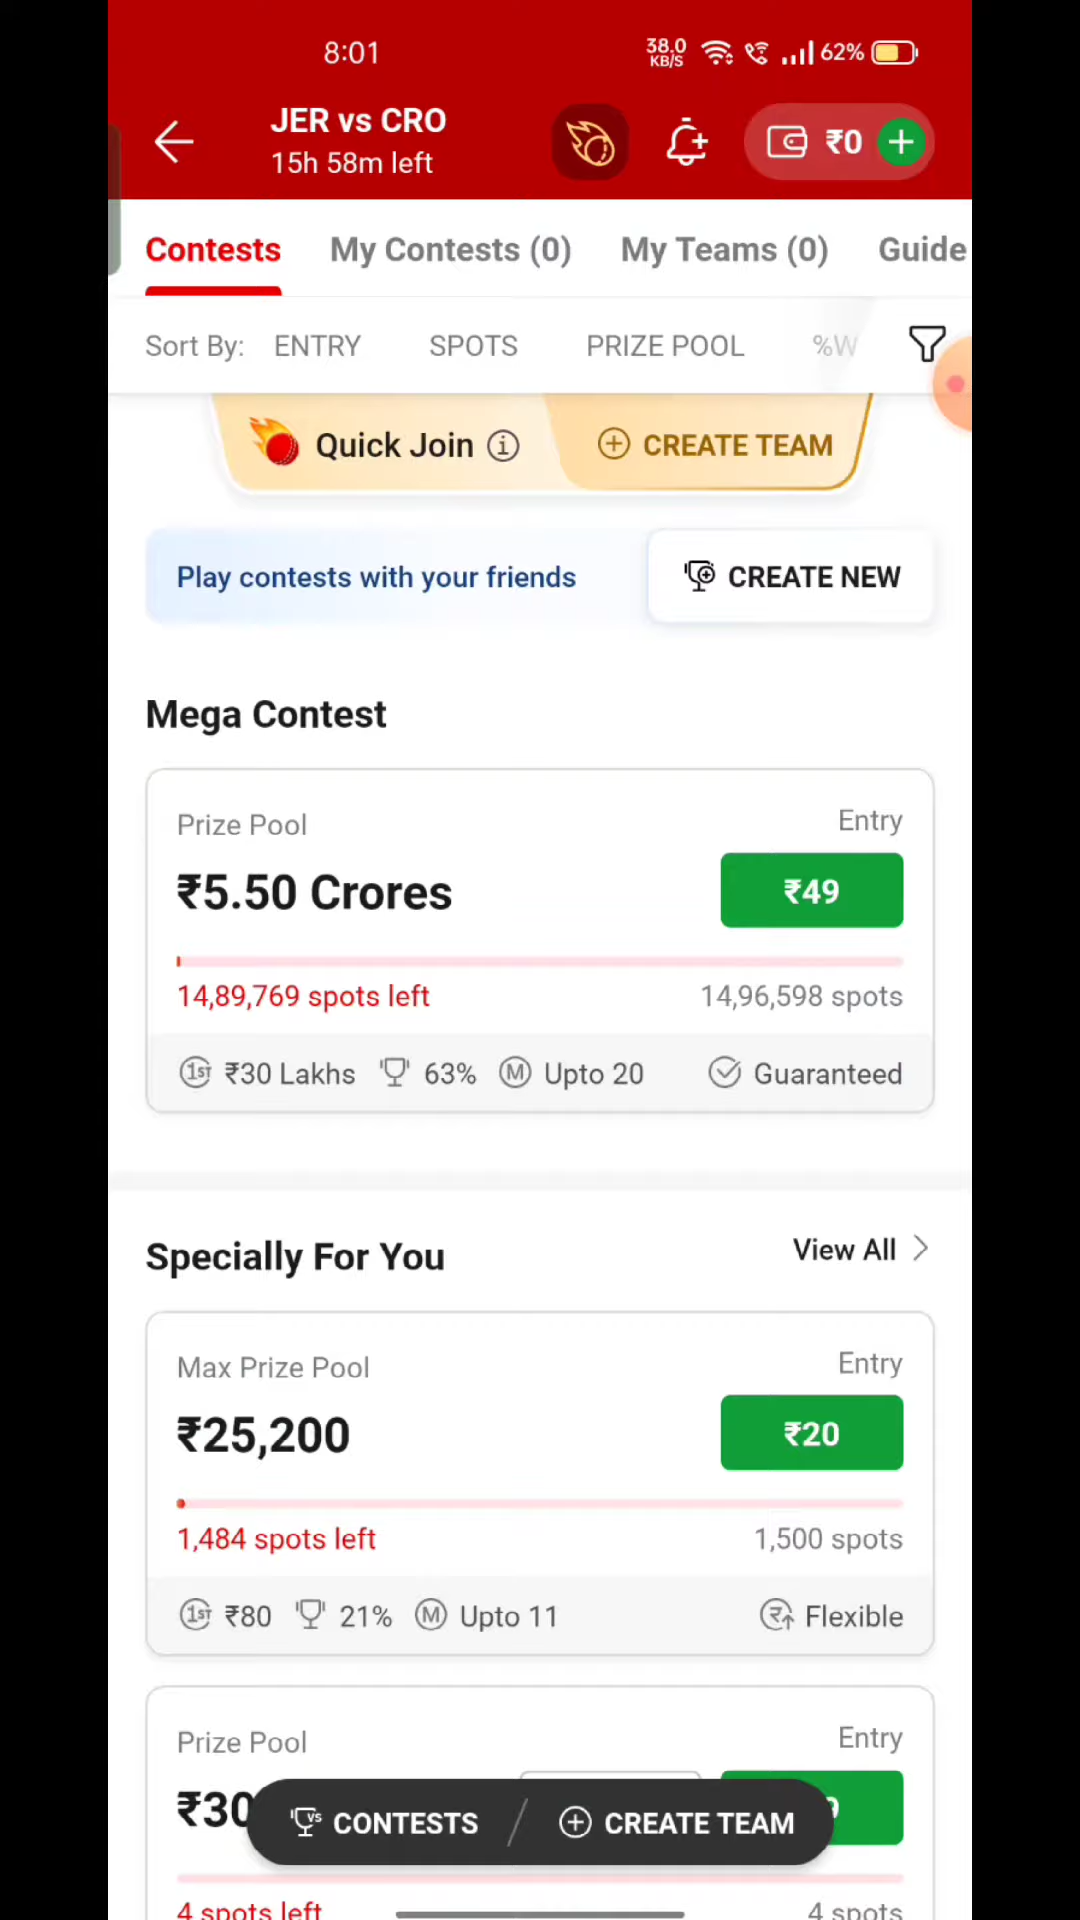 8:01
38.0 KB/S
62%
JER vs CRO
15h 58m left
₹0
Contests
My Contests (0)
My Teams (0)
Guide
Sort By:
ENTRY
SPOTS
PRIZE POOL
%W
Quick Join
CREATE TEAM
Play contests with your friends
CREATE NEW
Mega Contest
Prize Pool
Entry
₹5.50 Crores
₹49
14,89,769 spots left
14,96,598 spots
1ST ₹30 Lakhs
63%
M Upto 20
Guaranteed
Specially For You
View All
Max Prize Pool
Entry
₹25,200
₹20
1,484 spots left
1,500 spots
1ST ₹80
21%
M Upto 11
Flexible
Prize Pool
Entry
₹30
9
VS CONTESTS
CREATE TEAM
4 spots left
4 spots